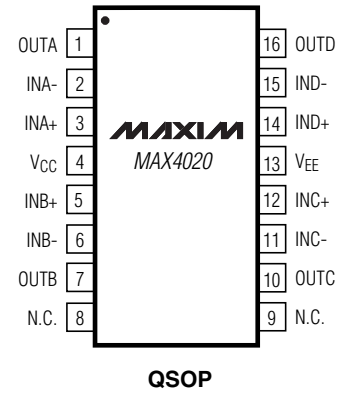 OUTA 1 16 OUTD
INA- 2 15 IND-
INA+ 3 14 IND+
MAXIM
VCC 4 MAX4020 13 VEE
INB+ 5 12 INC+
INB- 6 11 INC-
OUTB 7 10 OUTC
N.C. 8 9 N.C.
QSOP